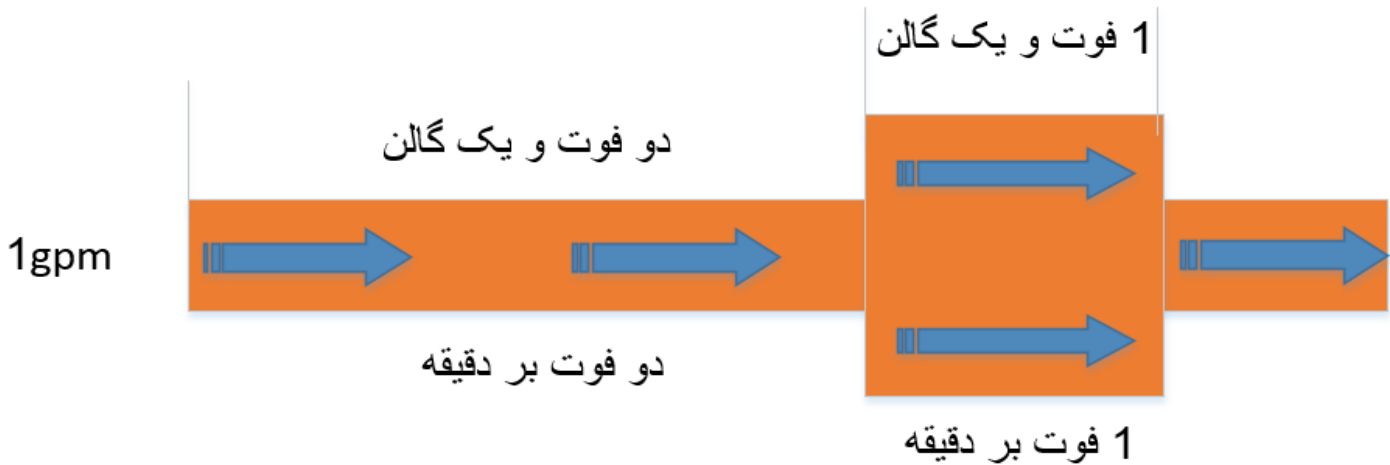 1 فوت و یک گالن
دو فوت و یک گالن
1gpm
دو فوت بر دقیقه
1 فوت بر دقیقه